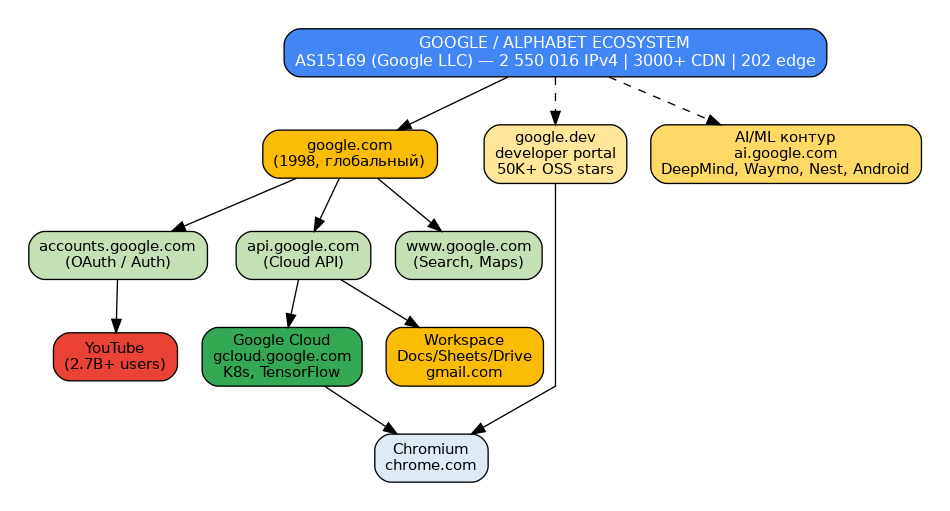 GOOGLE / ALPHABET ECOSYSTEM
AS15169 (Google LLC) — 2 550 016 IPv4 | 3000+ CDN | 202 edge
google.com
(1998, глобальный)
google.dev
developer portal
50K+ OSS stars
AI/ML контур
ai.google.com
DeepMind, Waymo, Nest, Android
accounts.google.com
(OAuth / Auth)
api.google.com
(Cloud API)
www.google.com
(Search, Maps)
YouTube
(2.7B+ users)
Google Cloud
gcloud.google.com
K8s, TensorFlow
Workspace
Docs/Sheets/Drive
gmail.com
Chromium
chrome.com